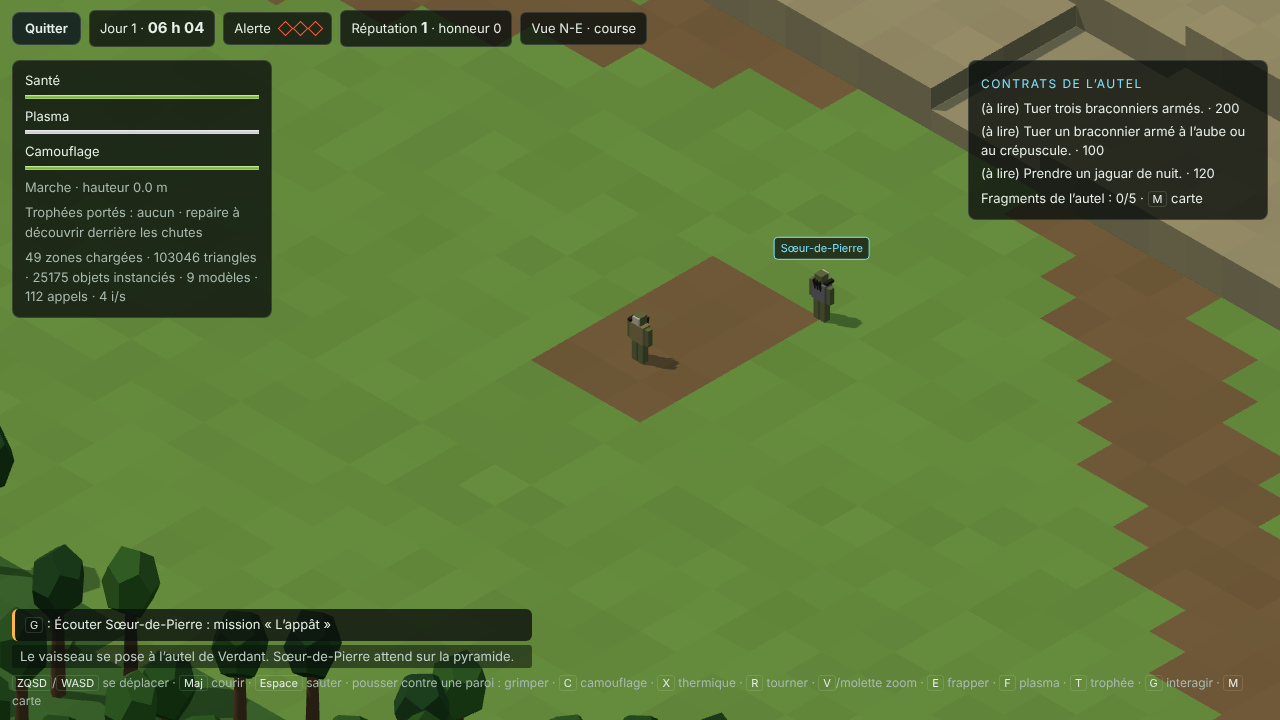 Quitter
Jour 1 · 06 h 04
Alerte
Réputation 1 · honneur 0
Vue N-E · course
Santé
Plasma
Camouflage
Marche · hauteur 0.0 m
Trophées portés : aucun · repaire à
découvrir derrière les chutes
49 zones chargées · 103046 triangles
· 25175 objets instanciés · 9 modèles ·
112 appels · 4 i/s
CONTRATS DE L'AUTEL
(à lire) Tuer trois braconniers armés. · 200
(à lire) Tuer un braconnier armé à l'aube ou
au crépuscule. · 100
(à lire) Prendre un jaguar de nuit. · 120
Fragments de l'autel : 0/5 · M carte
Sœur-de-Pierre
G : Écouter Sœur-de-Pierre : mission « L'appât »
Le vaisseau se pose à l'autel de Verdant. Sœur-de-Pierre attend sur la pyramide.
ZQSD / WASD se déplacer · Maj courir · Espace sauter · pousser contre une paroi : grimper · C camouflage · X thermique · R tourner · V /molette zoom · E frapper · F plasma · T trophée · G interagir · M
carte